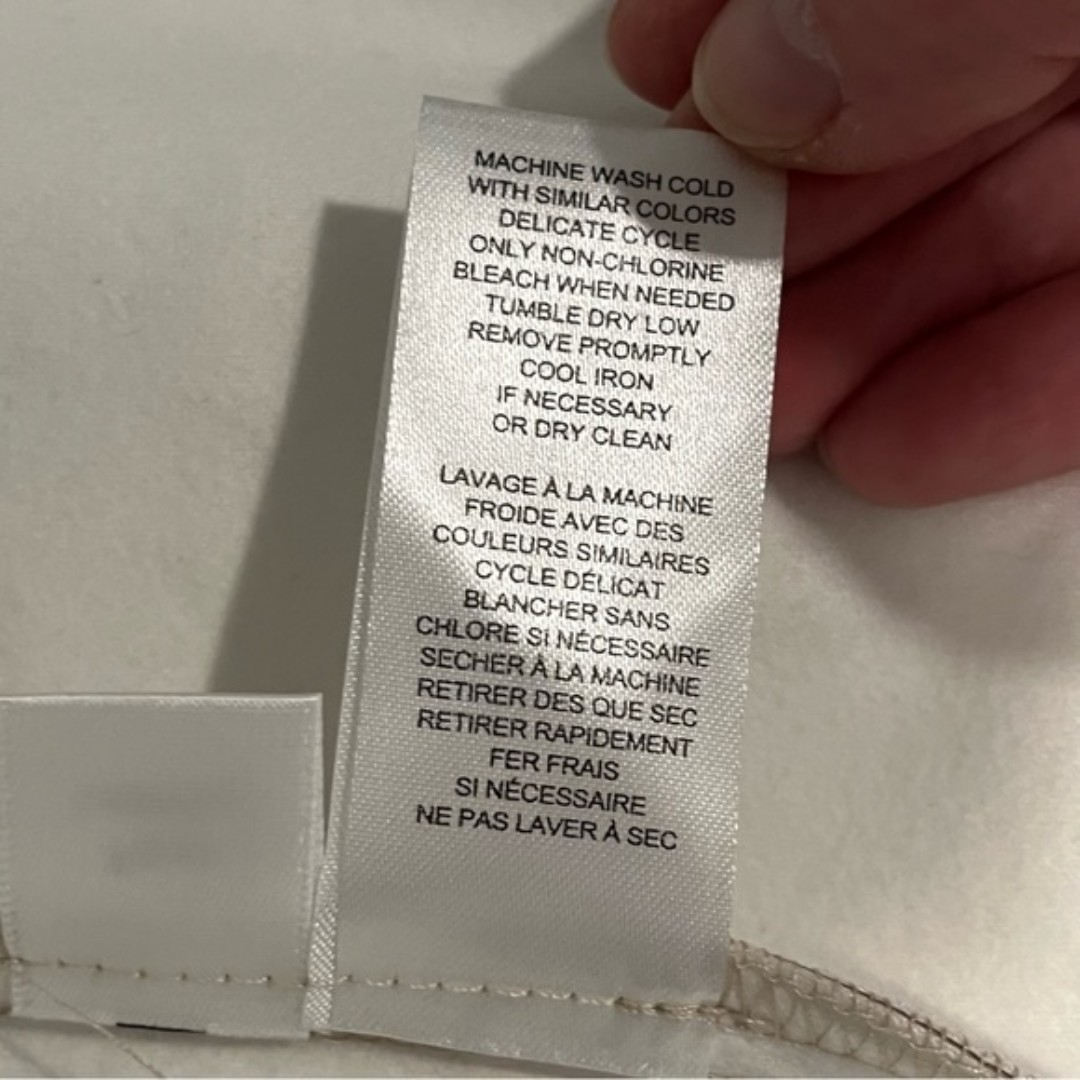 MACHINE WASH COLD
WITH SIMILAR COLORS
DELICATE CYCLE
ONLY NON-CHLORINE
BLEACH WHEN NEEDED
TUMBLE DRY LOW
REMOVE PROMPTLY
COOL IRON
IF NECESSARY
OR DRY CLEAN
LAVAGE À LA MACHINE
FROIDE AVEC DES
COULEURS SIMILAIRES
CYCLE DÉLICAT
BLANCHER SANS
CHLORE SI NÉCESSAIRE
SECHER À LA MACHINE
RETIRER DES QUE SEC
RETIRER RAPIDEMENT
FER FRAIS
SI NÉCESSAIRE
NE PAS LAVER À SEC